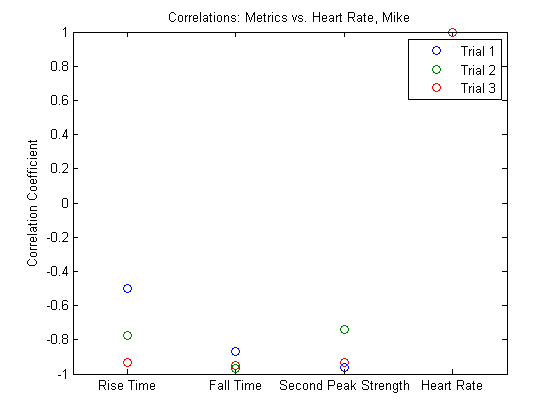 Correlations: Metrics vs. Heart Rate, Mike
Trial 1
Trial 2
Trial 3
Correlation Coefficient
1
0.8
0.6
0.4
0.2
0
-0.2
-0.4
-0.6
-0.8
-1
Rise Time Fall Time Second Peak Strength Heart Rate